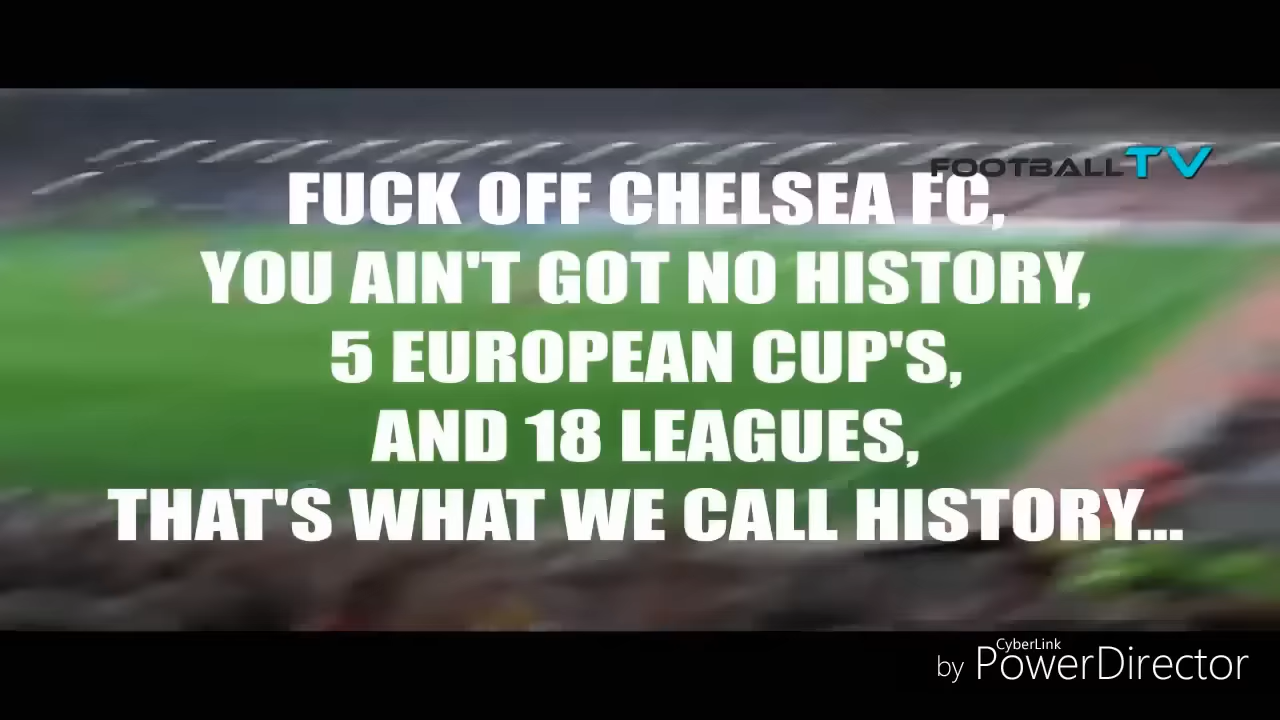 FOOTBALLTV
FUCK OFF CHELSEA FC,
YOU AIN'T GOT NO HISTORY,
5 EUROPEAN CUP'S,
AND 18 LEAGUES,
THAT'S WHAT WE CALL HISTORY...
CyberLink
by PowerDirector